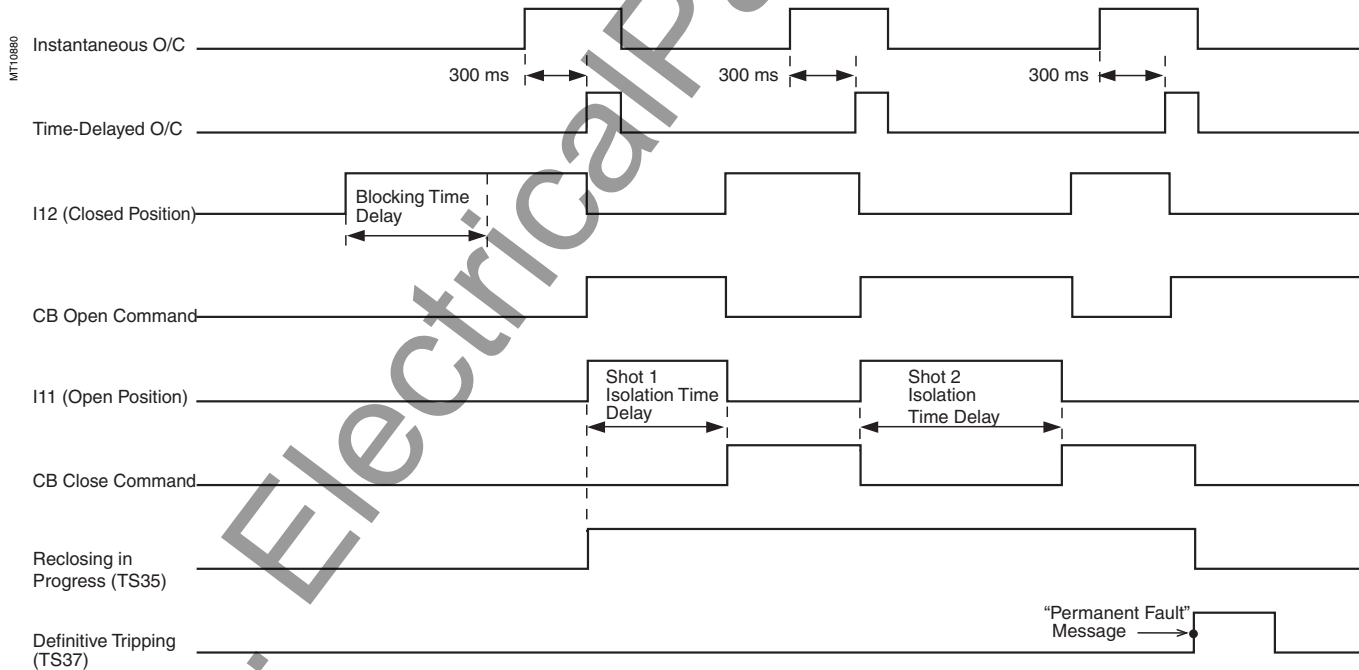 MT10880
Instantaneous O/C
300 ms
300 ms
300 ms
Time-Delayed O/C
I12 (Closed Position)
Blocking Time
Delay
CB Open Command
I11 (Open Position)
Shot 1
Isolation Time
Delay
Shot 2
Isolation
Time Delay
CB Close Command
Reclosing in
Progress (TS35)
Definitive Tripping
(TS37)
“Permanent Fault”
Message
ElectricalPa